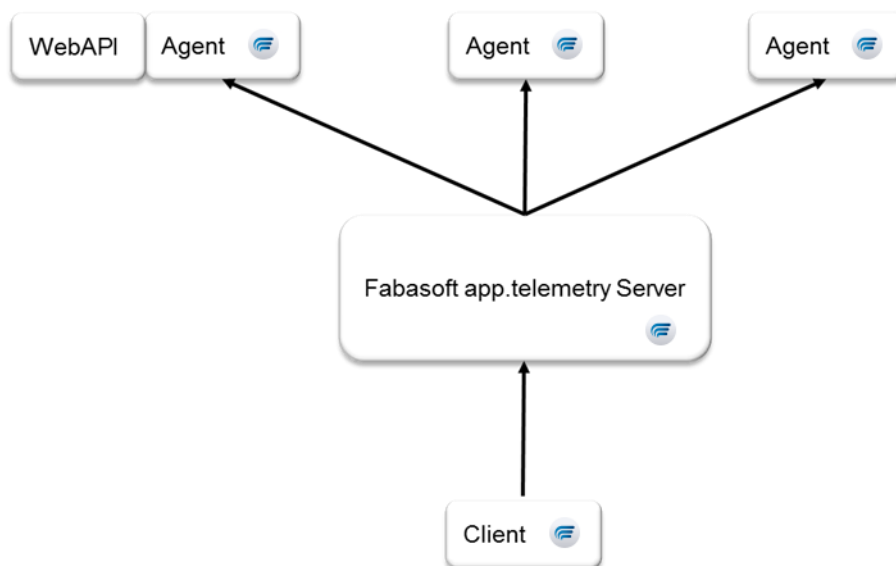 WebAPI
Agent
Agent
Agent
Fabasoft app.telemetry Server
Client